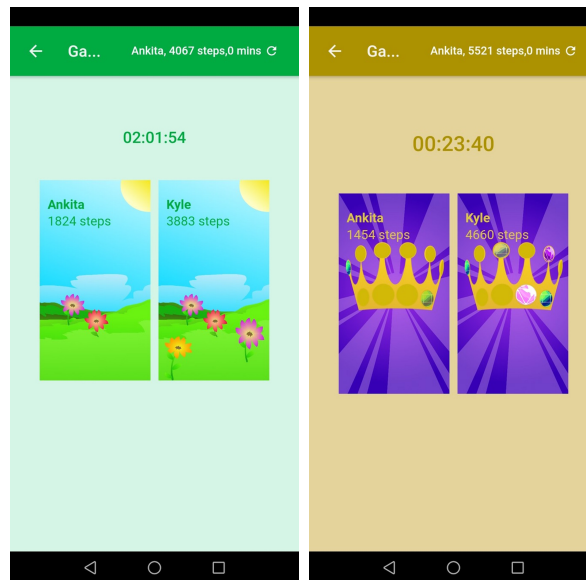 Ga... Ankita, 4067 steps,0 mins
02:01:54
Ankita
1824 steps
Kyle
3883 steps
Ga... Ankita, 5521 steps,0 mins
00:23:40
Ankita
1454 steps
Kyle
4660 steps